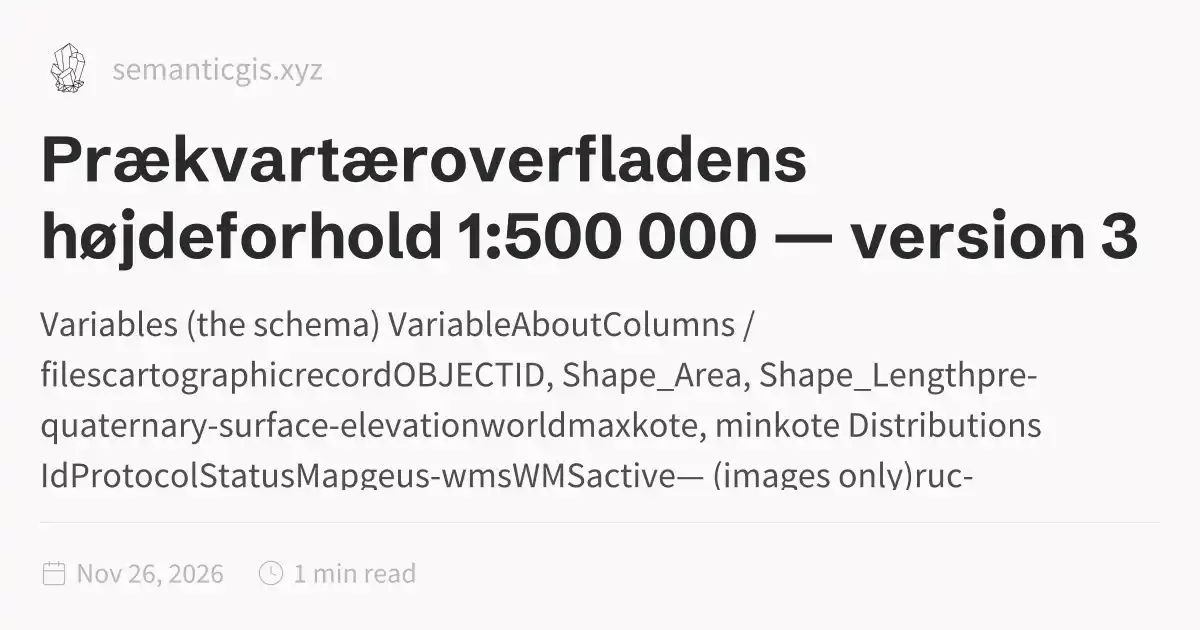 semanticgis.xyz
Prækvartæroverfladens
højdeforhold 1:500 000 — version 3
Variables (the schema) VariableAboutColumns /
filescartographicrecordOBJECTID, Shape_Area, Shape_Lengthpre-
quaternary-surface-elevationworldmaxkote, minkote Distributions
IdProtocolStatusMapgeus-wmsWMSactive— (images only)ruc-
Nov 26, 2026 1 min read